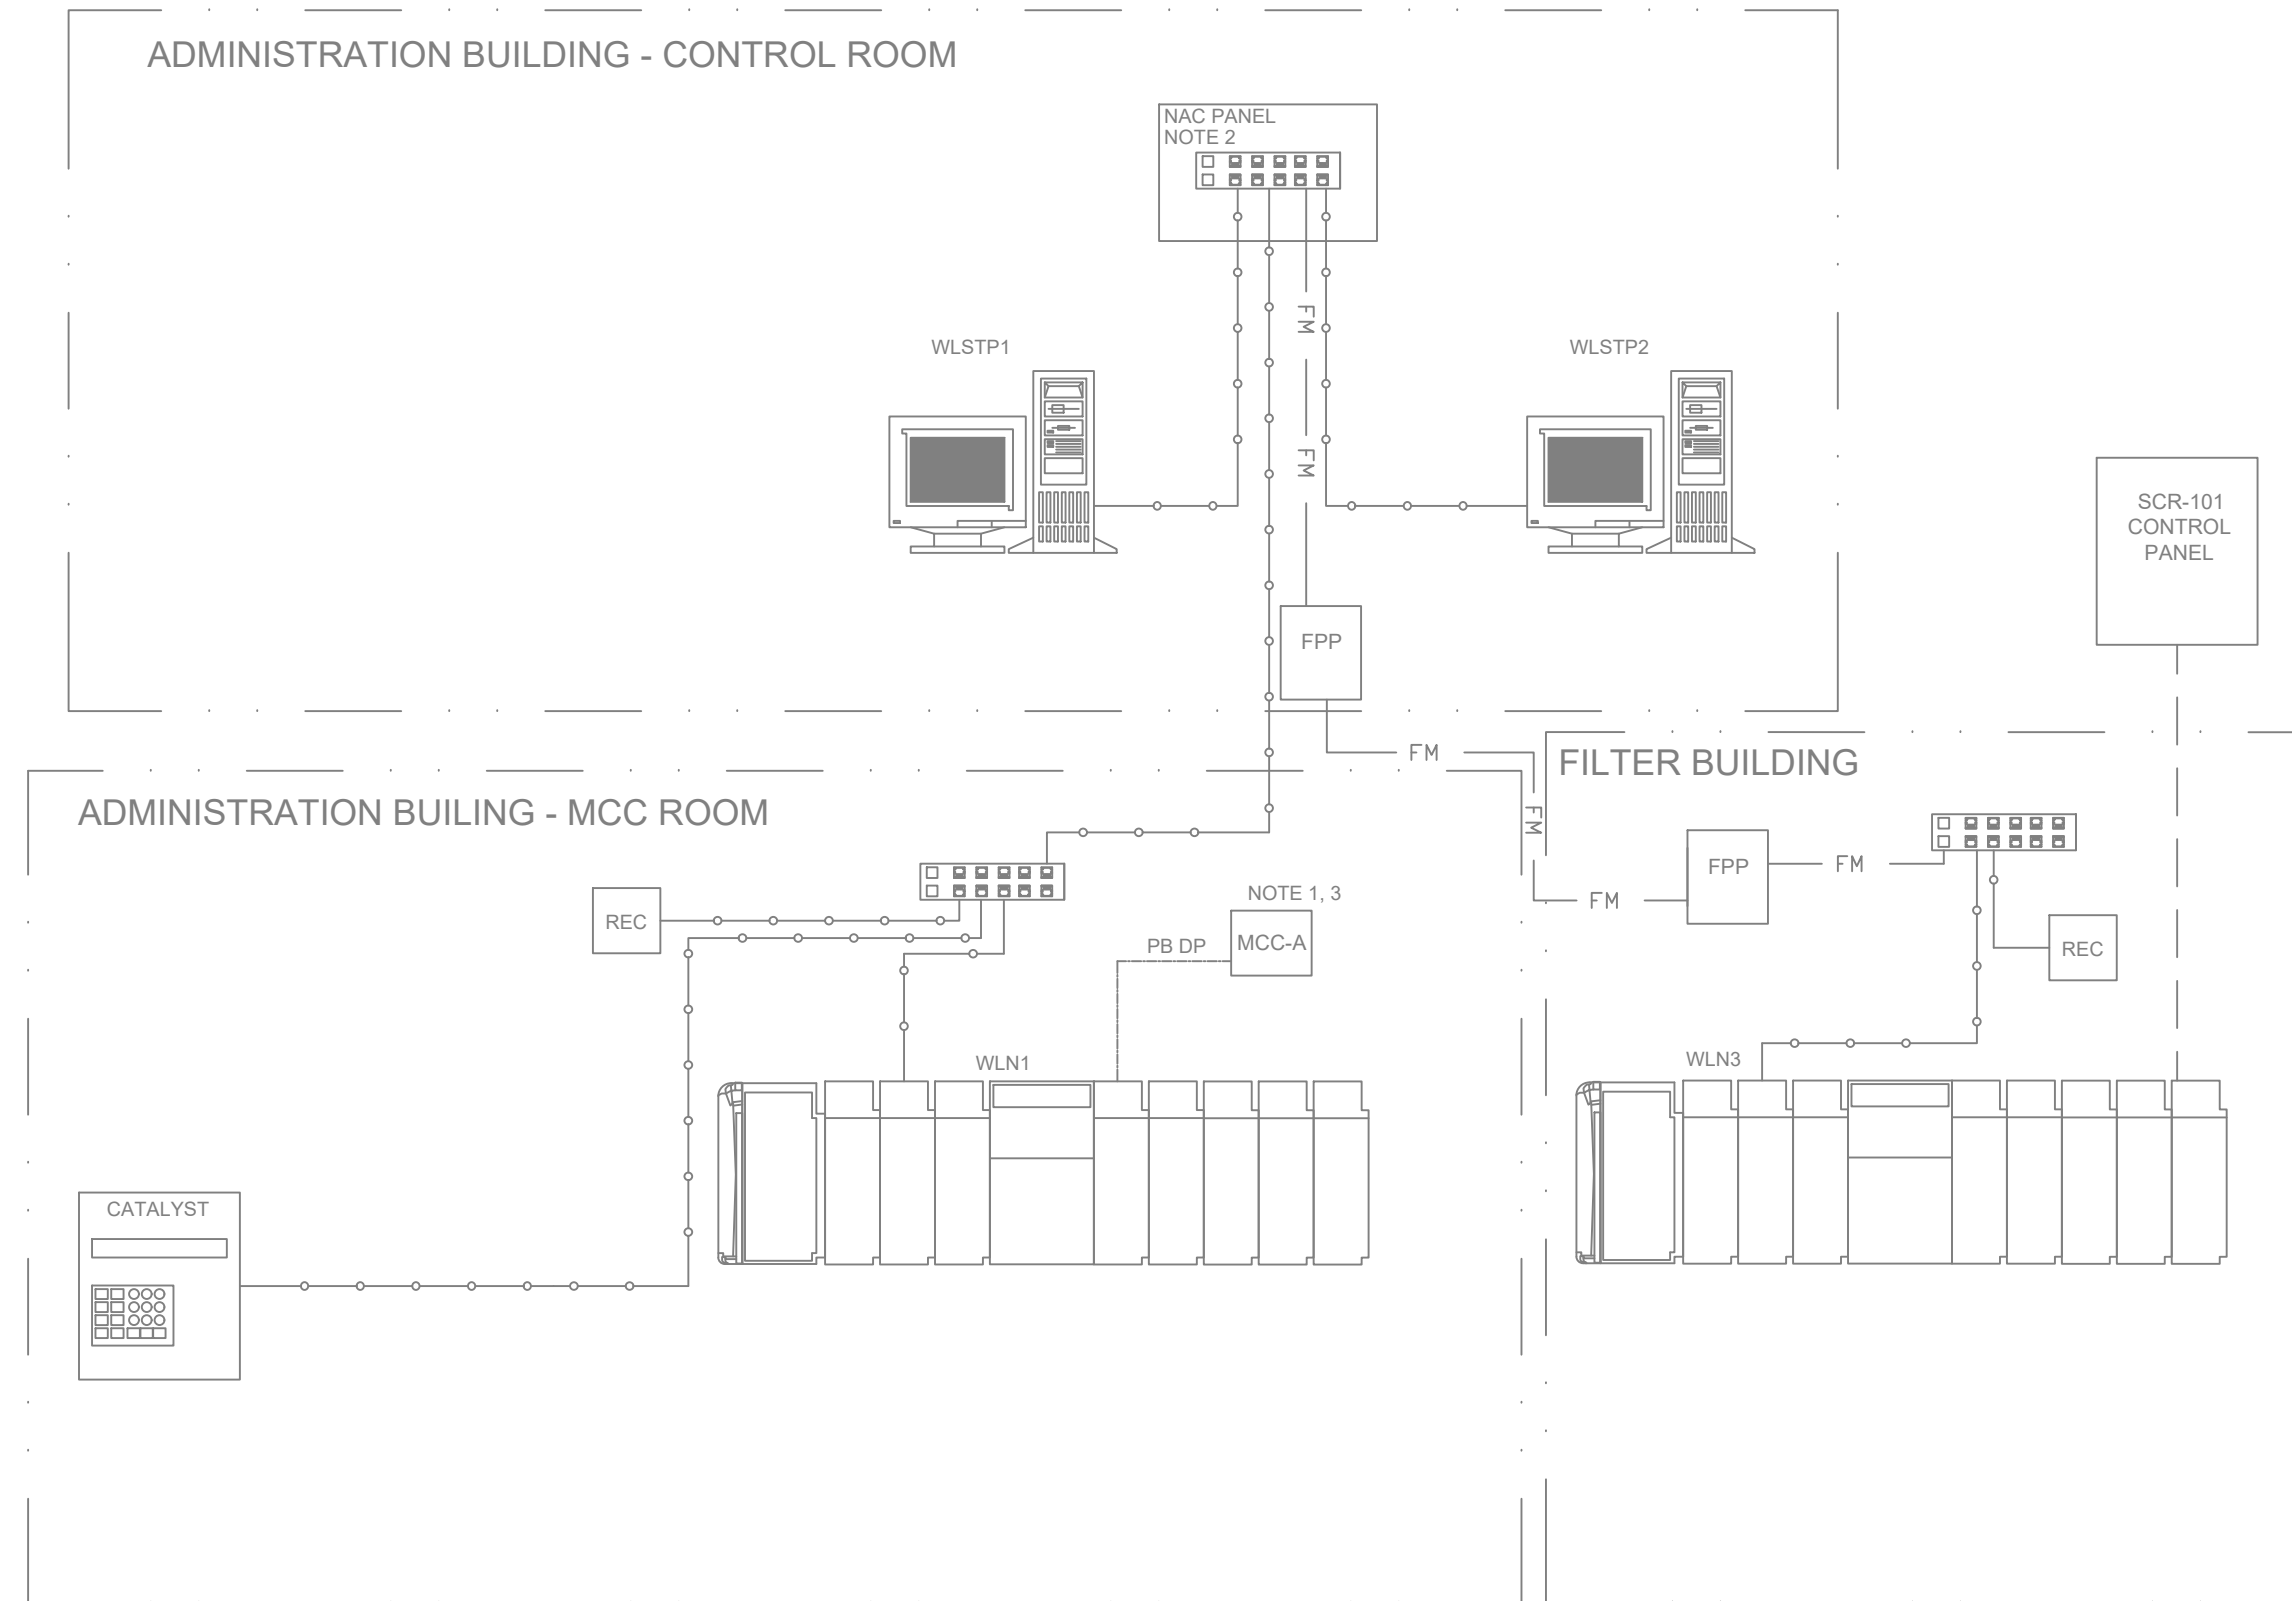 ADMINISTRATION BUILDING - CONTROL ROOM
NAC PANEL
NOTE 2
FM
WLSTP1
WLSTP2
FM
SCR-101
CONTROL
PANEL
FPP
FM
FILTER BUILDING
ADMINISTRATION BUILING - MCC ROOM
FM
FPP
FM
NOTE 1, 3
FM
REC
MCC-A
PB DP
REC
WLN1
WLN3
CATALYST